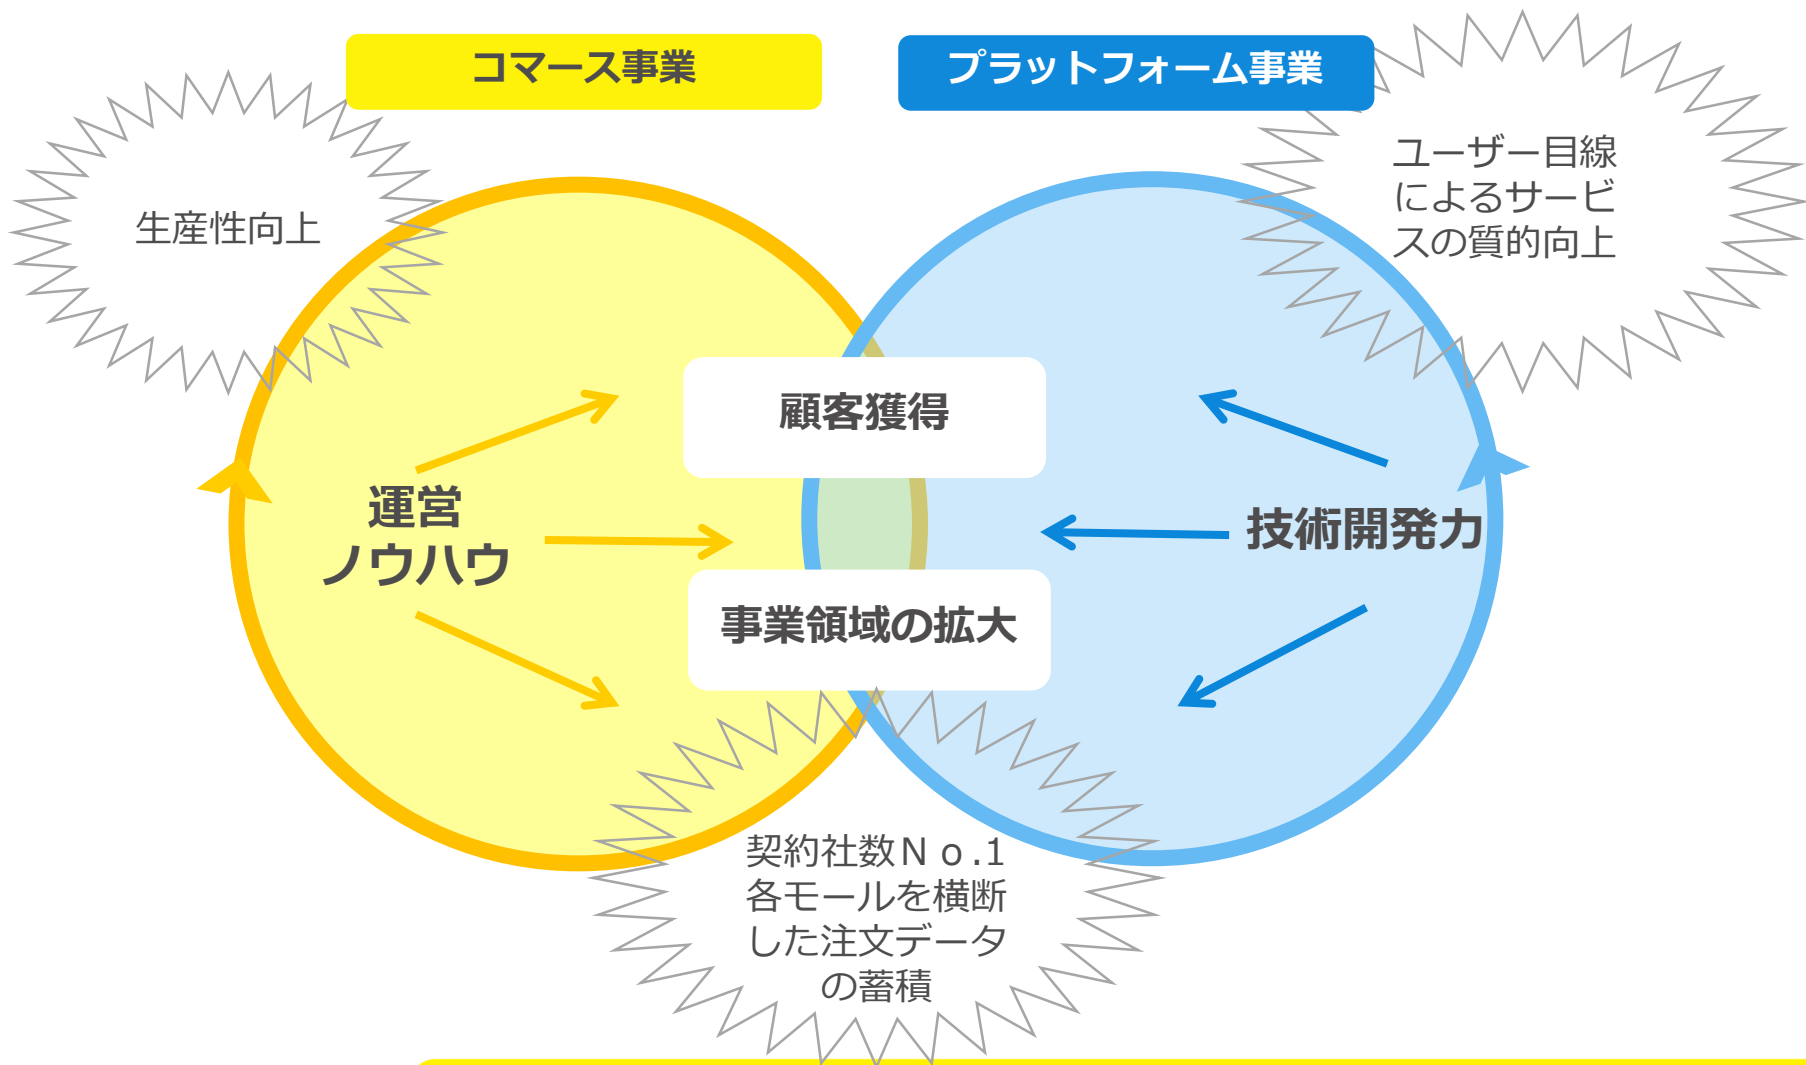 コマース事業
プラットフォーム事業
生産性向上
ユーザー目線
によるサービ
スの質的向上
顧客獲得
運営
ノウハウ
技術開発力
事業領域の拡大
契約社数Ｎｏ.1
各モールを横断
した注文データ
の蓄積